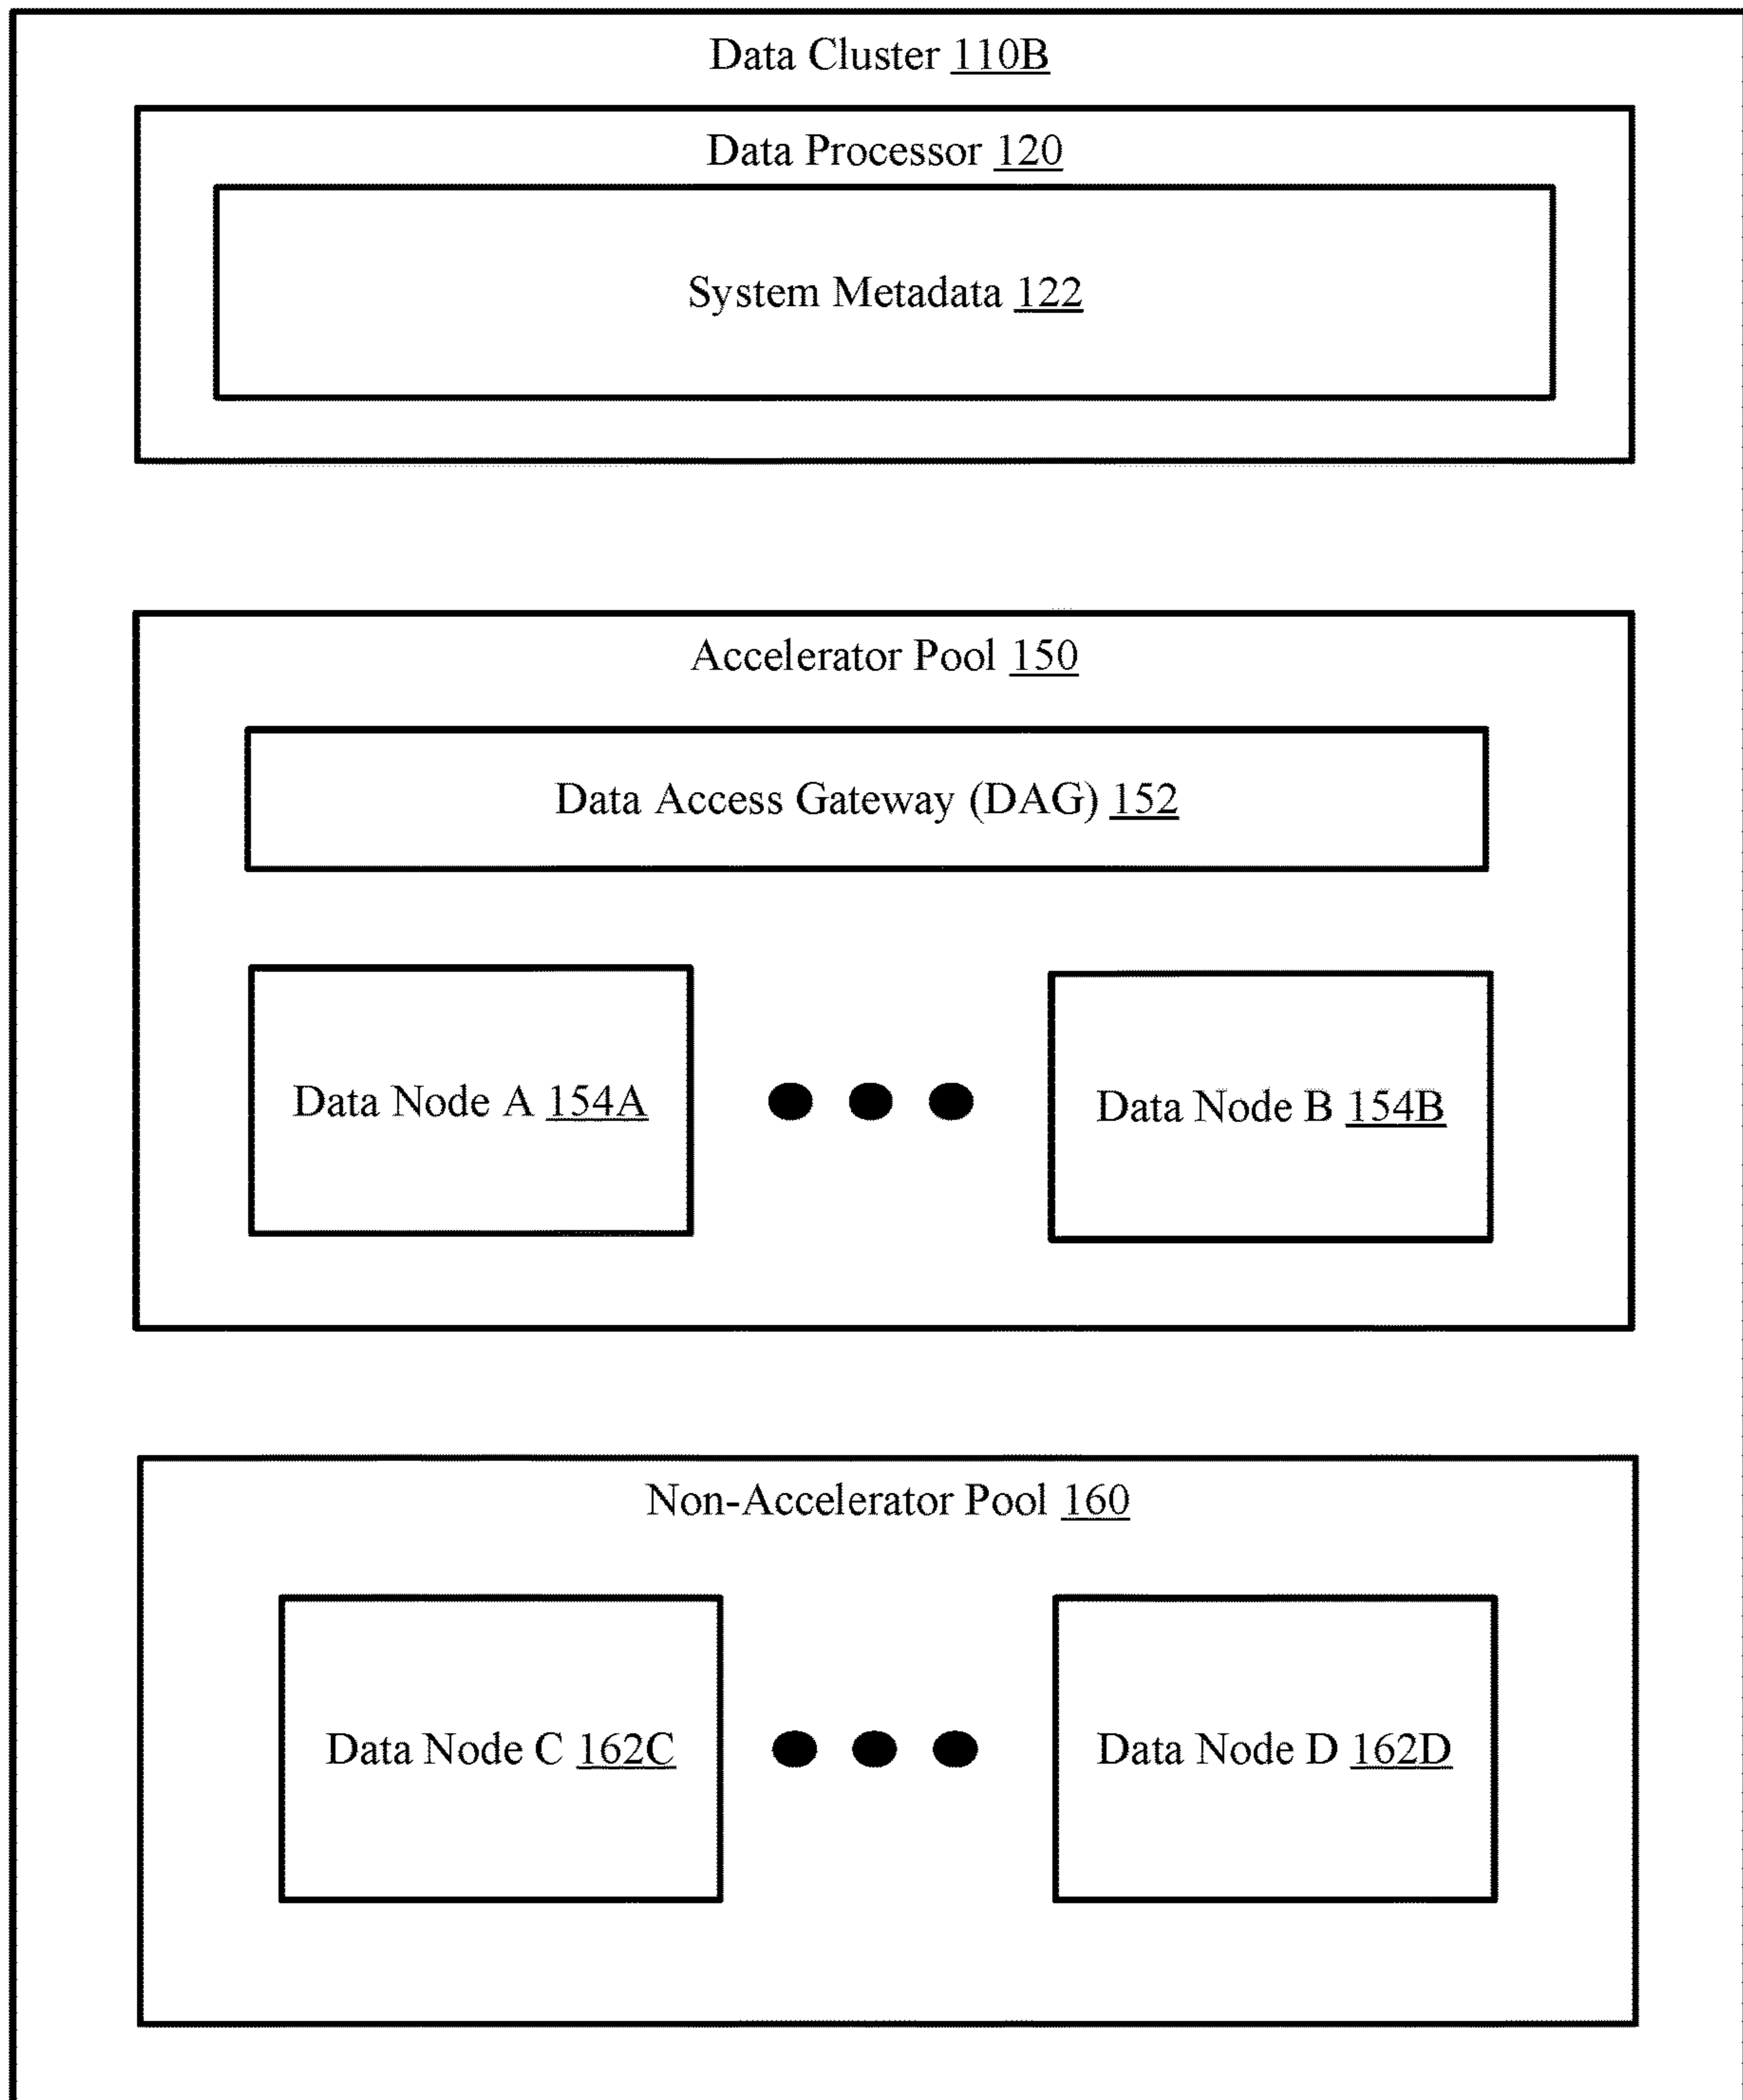 Data Cluster 110B
Data Processor 120
System Metadata 122
Accelerator Pool 150
Data Access Gateway (DAG) 152
Data Node A 154A
Data Node B 154B
Non-Accelerator Pool 160
Data Node C 162C
Data Node D 162D